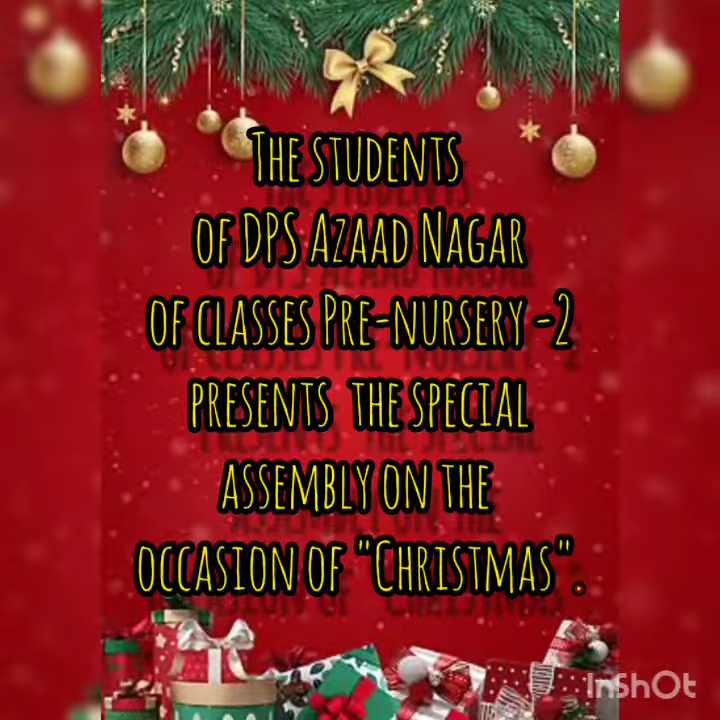 The students
of DPS Azaad Nagar
of classes Pre-nursery -2
presents the special
assembly on the
occasion of "Christmas".
InShOt